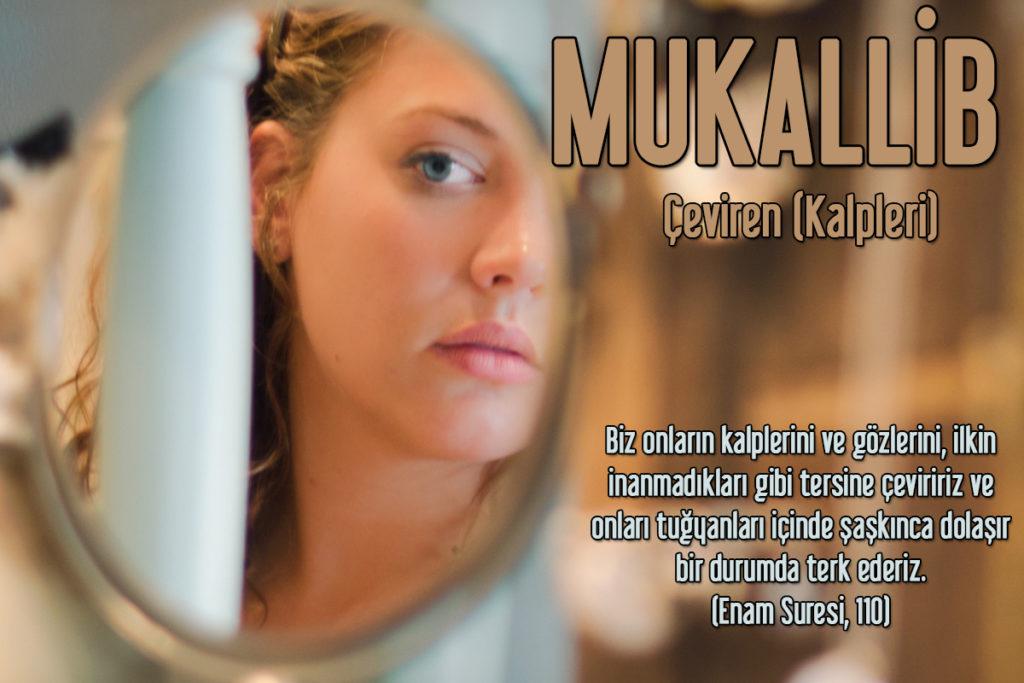 MUKALLİB
Çeviren (Kalpleri)
Biz onların kalplerini ve gözlerini, ilkin
inanmadıkları gibi tersine çeviririz ve
onları tuğyanları içinde şaşkınca dolaşır
bir durumda terk ederiz.
(Enam Suresi, 110)